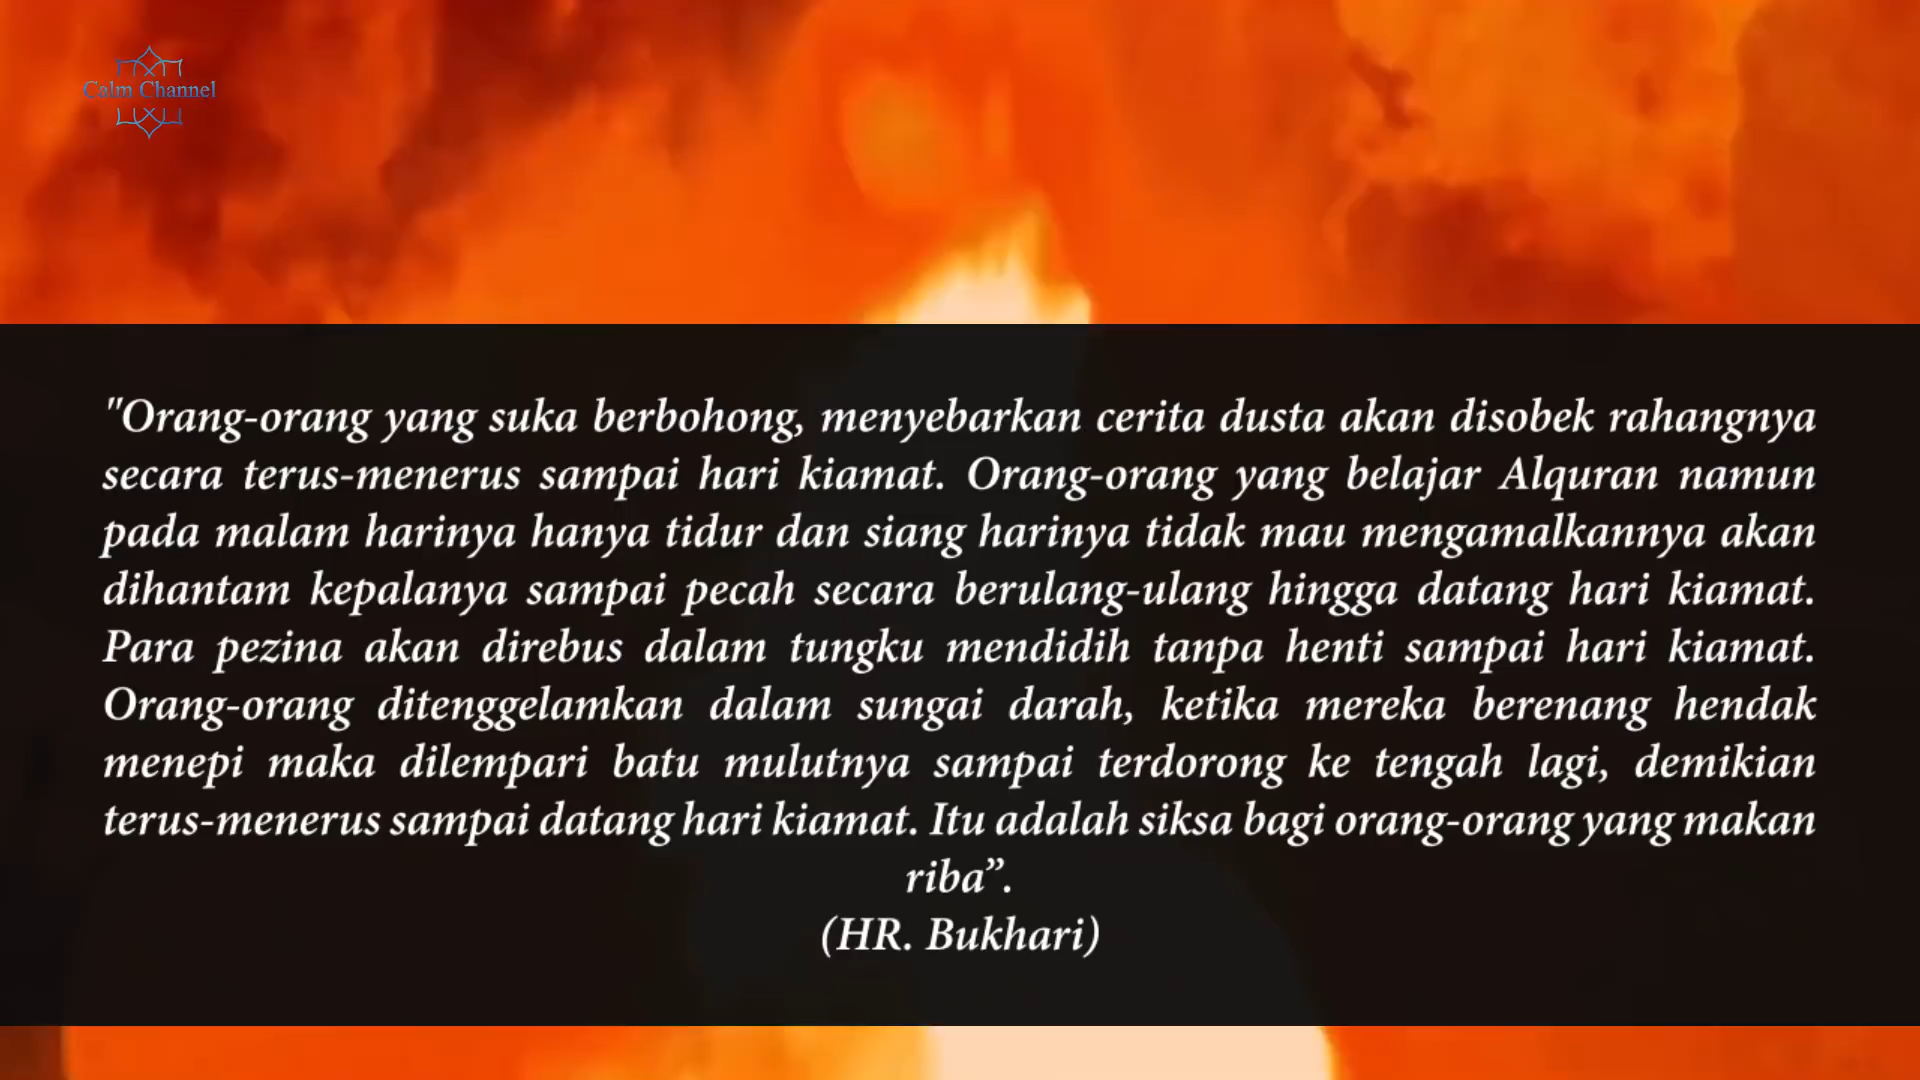 Calm Channel
"Orang-orang yang suka berbohong, menyebarkan cerita dusta akan disobek rahangnya
secara terus-menerus sampai hari kiamat. Orang-orang yang belajar Alquran namun
pada malam harinya hanya tidur dan siang harinya tidak mau mengamalkannya akan
dihantam kepalanya sampai pecah secara berulang-ulang hingga datang hari kiamat.
Para pezina akan direbus dalam tungku mendidih tanpa henti sampai hari kiamat.
Orang-orang ditenggelamkan dalam sungai darah, ketika mereka berenang hendak
menepi maka dilempari batu mulutnya sampai terdorong ke tengah lagi, demikian
terus-menerus sampai datang hari kiamat. Itu adalah siksa bagi orang-orang yang makan
riba”.
(HR. Bukhari)